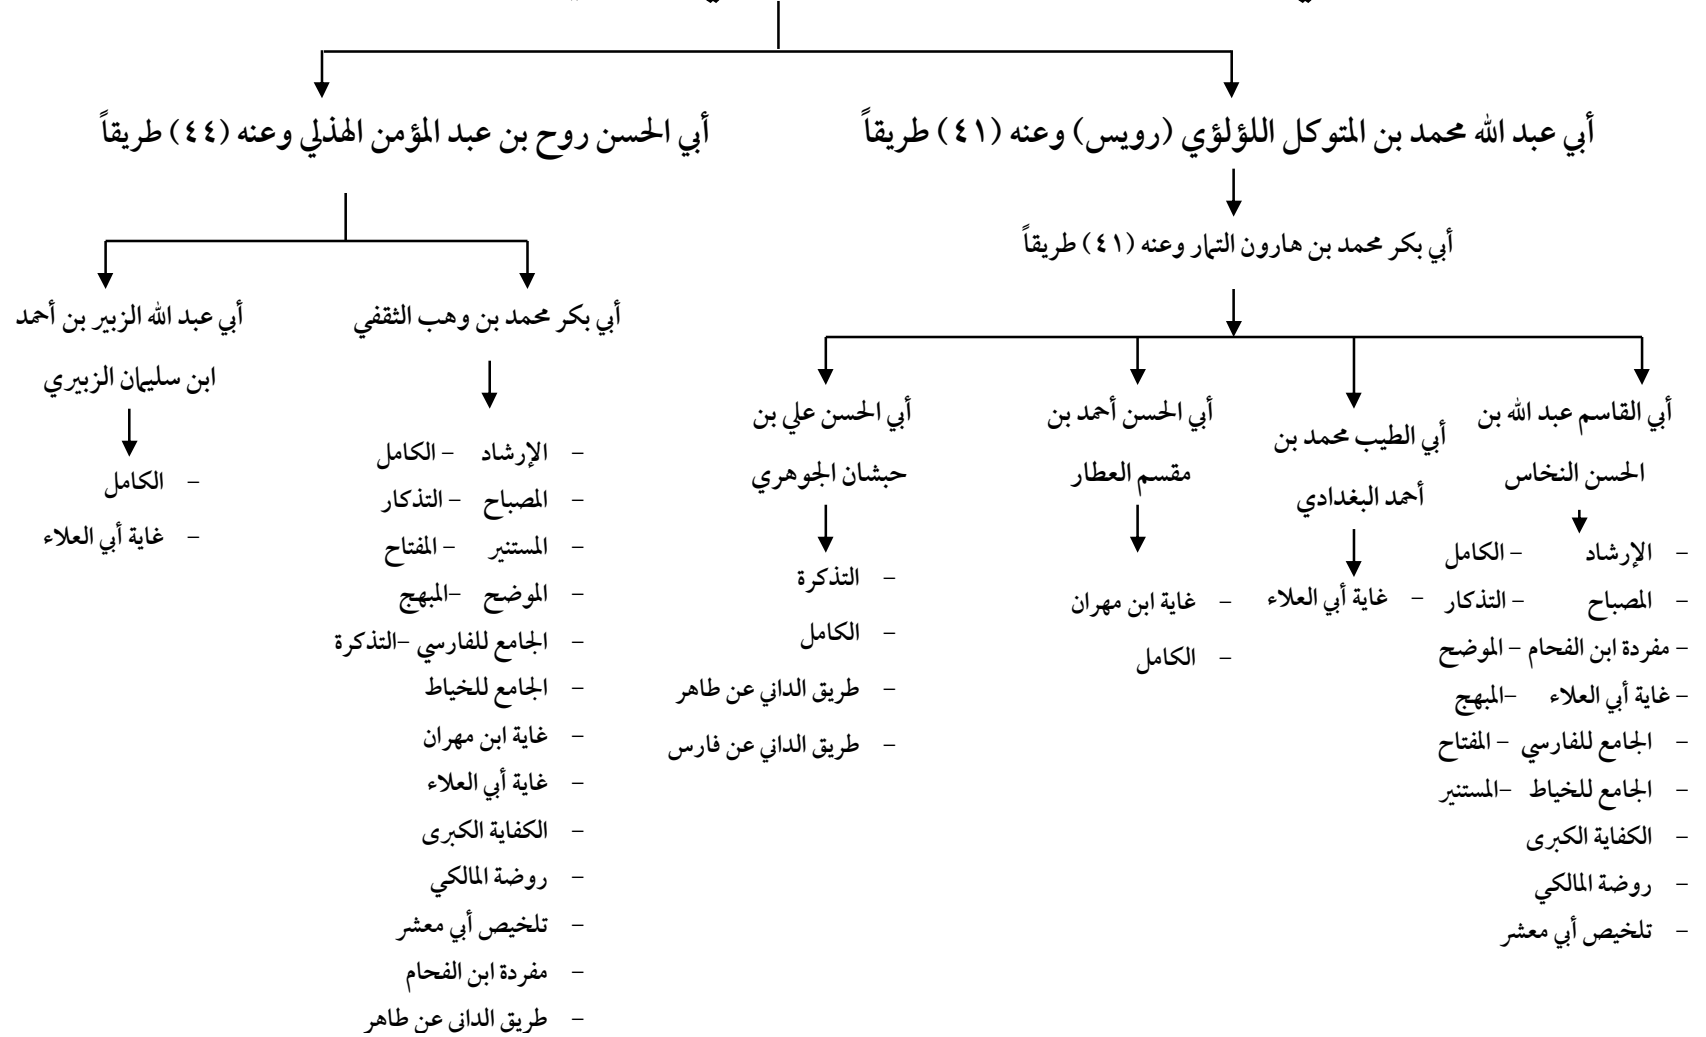 أبي عبد الله محمد بن المتوكل اللؤلؤي (رويس) وعنه (٤١) طريقاً
أبي الحسن روح بن عبد المؤمن الهذلي وعنه (٤٤) طريقاً
أبي بكر محمد بن هارون التمار وعنه (٤١) طريقاً
أبي القاسم عبد الله بن
الحسن النخاس
– الإرشاد – الكامل
– المصباح – التذكار
– مفردة ابن الفحام – الموضح
– غاية أبي العلاء –المبهج
– الجامع للفارسي – المفتاح
– الجامع للخياط –المستنير
– الكفاية الكبرى
– روضة المالكي
– تلخيص أبي معشر
أبي الطيب محمد بن
أحمد البغدادي
– غاية أبي العلاء
أبي الحسن أحمد بن
مقسم العطار
– غاية ابن مهران
– الكامل
أبي الحسن علي بن
حبشان الجوهري
– التذكرة
– الكامل
– طريق الداني عن طاهر
– طريق الداني عن فارس
أبي بكر محمد بن وهب الثقفي
– الإرشاد – الكامل
– المصباح – التذكار
– المستنير – المفتاح
– الموضح –المبهج
– الجامع للفارسي –التذكرة
– الجامع للخياط
– غاية ابن مهران
– غاية أبي العلاء
– الكفاية الكبرى
– روضة المالكي
– تلخيص أبي معشر
– مفردة ابن الفحام
– طريق الداني عن طاهر
أبي عبد الله الزبير بن أحمد
ابن سليمان الزبيري
– الكامل
– غاية أبي العلاء